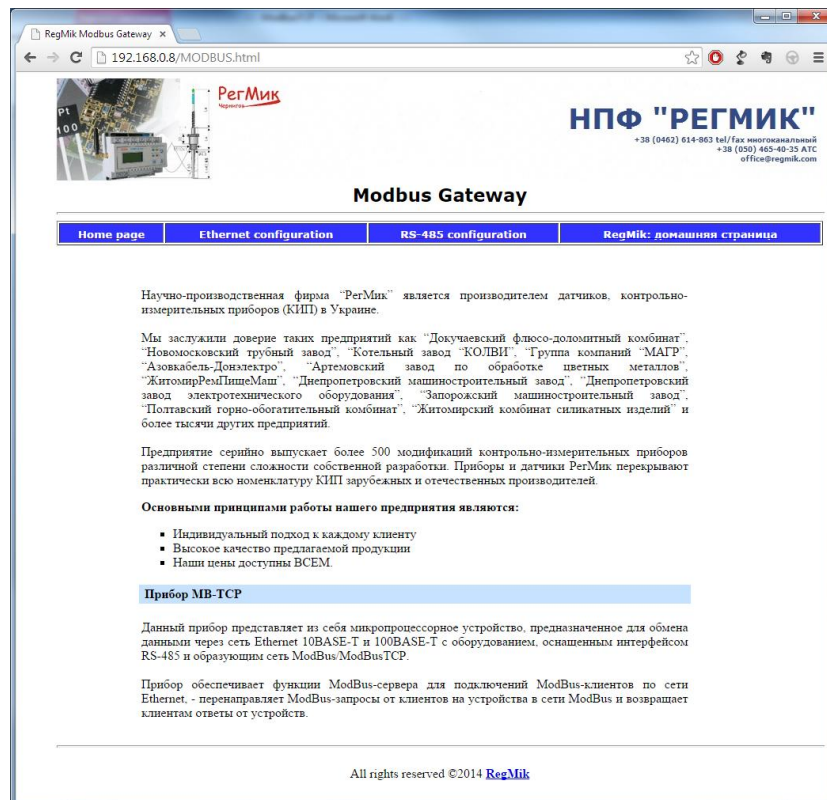 RegMik Modbus Gateway
192.168.0.8/MODBUS.html
Pt
100
РегМик
Чернигов
НПФ "РЕГМИК"
+38 (0462) 614-863 tel/fax многоканальный
+38 (050) 465-40-35 АТС
office@regmik.com
Modbus Gateway
Home page
Ethernet configuration
RS-485 configuration
RegMik: домашняя страница
Научно-производственная фирма “РегМик” является производителем датчиков, контрольно-
измерительных приборов (КИП) в Украине.
Мы заслужили доверие таких предприятий как “Докучаевский флюсо-доломитный комбинат”,
“Новомосковский трубный завод”, “Котельный завод “КОЛВИ”, “Группа компаний “МАГР”,
“Азовкабель-Донэлектро”, “Артемовский завод по обработке цветных металлов”,
“ЖитомирРемПищеМаш”, “Днепропетровский машиностроительный завод”, “Днепропетровский
завод электротехнического оборудования”, “Запорожский машиностроительный завод”,
“Полтавский горно-обогатительный комбинат”, “Житомирский комбинат силикатных изделий” и
более тысячи других предприятий.
Предприятие серийно выпускает более 500 модификаций контрольно-измерительных приборов
различной степени сложности собственной разработки. Приборы и датчики РегМик перекрывают
практически всю номенклатуру КИП зарубежных и отечественных производителей.
Основными принципами работы нашего предприятия являются:
Индивидуальный подход к каждому клиенту
Высокое качество предлагаемой продукции
Наши цены доступны ВСЕМ.
Прибор МВ-ТСР
Данный прибор представляет из себя микропроцессорное устройство, предназначенное для обмена
данными через сеть Ethernet 10BASE-T и 100BASE-T с оборудованием, оснащенным интерфейсом
RS-485 и образующим сеть ModBus/ModBusTCP.
Прибор обеспечивает функции ModBus-сервера для подключений ModBus-клиентов по сети
Ethernet, - перенаправляет ModBus-запросы от клиентов на устройства в сети ModBus и возвращает
клиентам ответы от устройств.
All rights reserved ©2014 RegMik